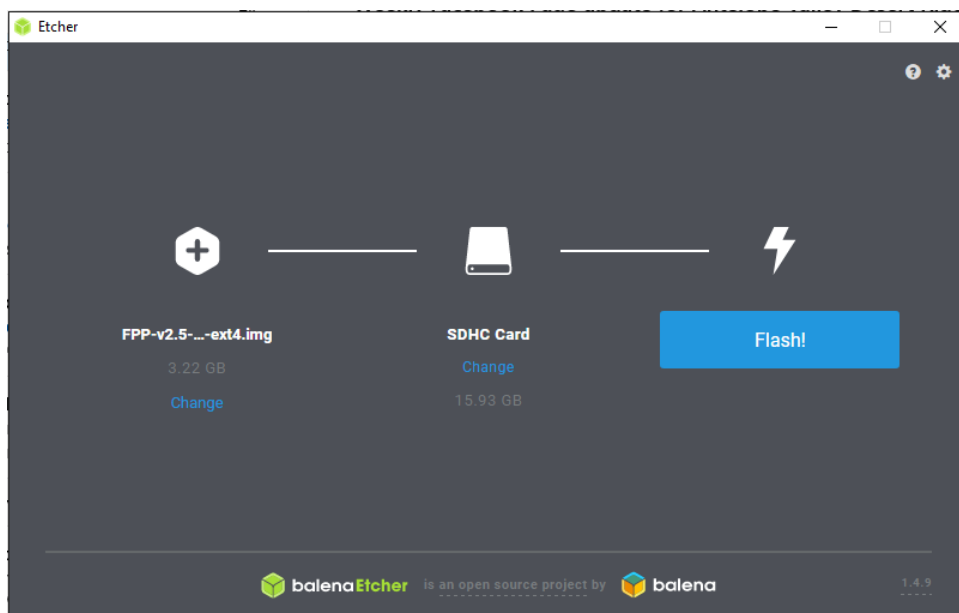 Etcher
FPP-v2.5-...-ext4.img
3.22 GB
Change
SDHC Card
Change
15.93 GB
Flash!
balenaEtcher is an open source project by balena 1.4.9